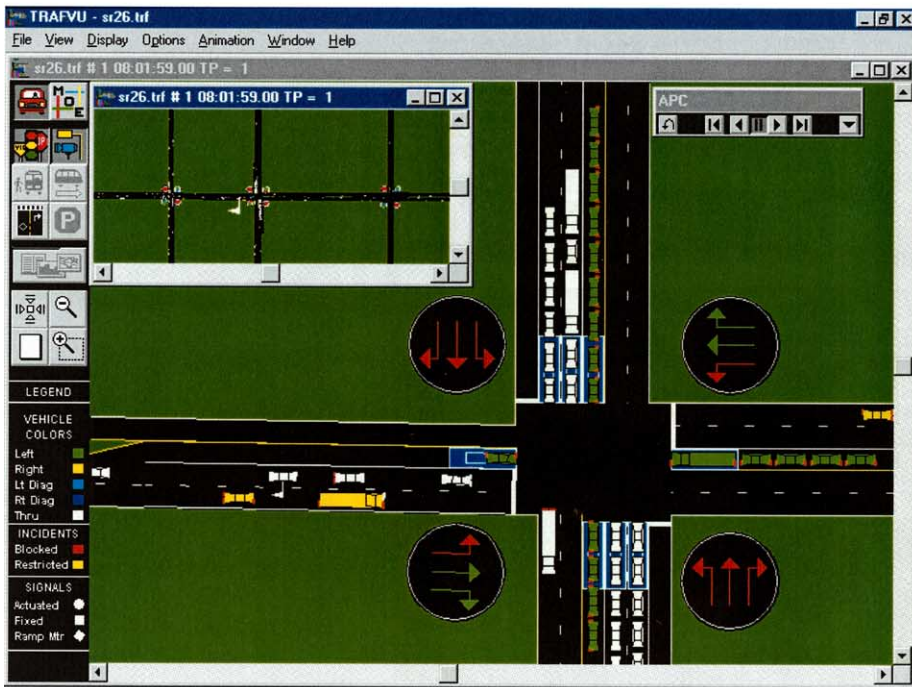 TRAFVU - sr26.trf
File View Display Options Animation Window Help
sr26.trf # 1 08:01:59.00 TP = 1
sr26.trf # 1 08:01:59.00 TP = 1
APC
MOE
P
LEGEND
VEHICLE
COLORS
Left
Right
Lt Diag
Rt Diag
Thru
INCIDENTS
Blocked
Restricted
SIGNALS
Actuated
Fixed
Ramp Mtr